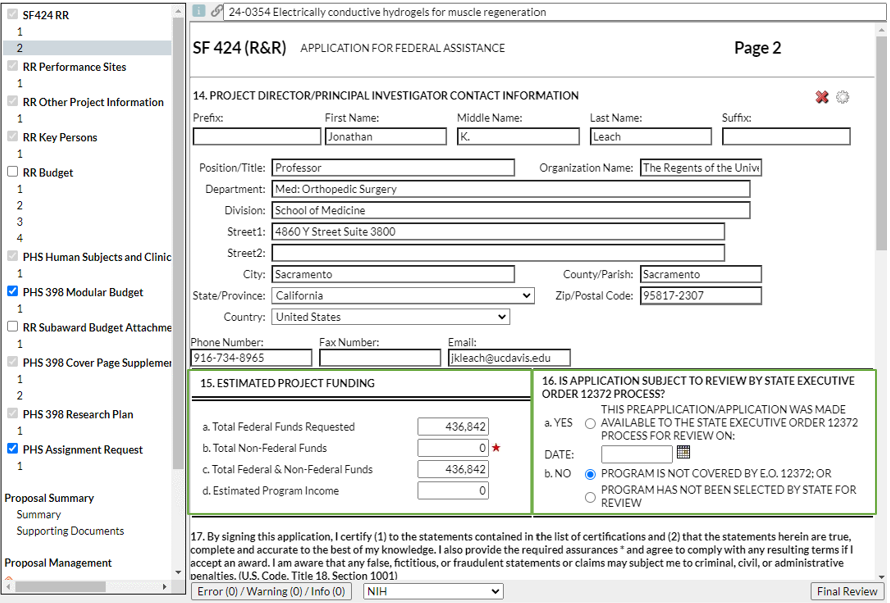 24-0354 Electrically conductive hydrogels for muscle regeneration
SF424 RR
1
2
RR Performance Sites
1
RR Other Project Information
1
RR Key Persons
1
RR Budget
1
2
3
4
PHS Human Subjects and Clinic
1
PHS 398 Modular Budget
1
RR Subaward Budget Attachme
1
PHS 398 Cover Page Supplemen
1
2
PHS 398 Research Plan
1
PHS Assignment Request
1
Proposal Summary
Summary
Supporting Documents
Proposal Management
SF 424 (R&R) APPLICATION FOR FEDERAL ASSISTANCE Page 2
14. PROJECT DIRECTOR/PRINCIPAL INVESTIGATOR CONTACT INFORMATION
Prefix: First Name: Middle Name: Last Name: Suffix:
Jonathan K. Leach
Position/Title: Professor Organization Name: The Regents of the Unive
Department: Med: Orthopedic Surgery
Division: School of Medicine
Street1: 4860 Y Street Suite 3800
Street2:
City: Sacramento County/Parish: Sacramento
State/Province: California Zip/Postal Code: 95817-2307
Country: United States
Phone Number: Fax Number: Email:
916-734-8965 jkleach@ucdavis.edu
15. ESTIMATED PROJECT FUNDING
a. Total Federal Funds Requested 436,842
b. Total Non-Federal Funds 0 ★
c. Total Federal & Non-Federal Funds 436,842
d. Estimated Program Income 0
16. IS APPLICATION SUBJECT TO REVIEW BY STATE EXECUTIVE
ORDER 12372 PROCESS?
THIS PREAPPLICATION/APPLICATION WAS MADE
a. YES AVAILABLE TO THE STATE EXECUTIVE ORDER 12372
PROCESS FOR REVIEW ON:
DATE:
b. NO PROGRAM IS NOT COVERED BY E.O. 12372; OR
PROGRAM HAS NOT BEEN SELECTED BY STATE FOR
REVIEW
17. By signing this application, I certify (1) to the statements contained in the list of certifications and (2) that the statements herein are true,
complete and accurate to the best of my knowledge. I also provide the required assurances * and agree to comply with any resulting terms if I
accept an award. I am aware that any false, fictitious, or fraudulent statements or claims may subject me to criminal, civil, or administrative
penalties. (U.S. Code, Title 18, Section 1001)
Error (0) / Warning (0) / Info (0) NIH Final Review